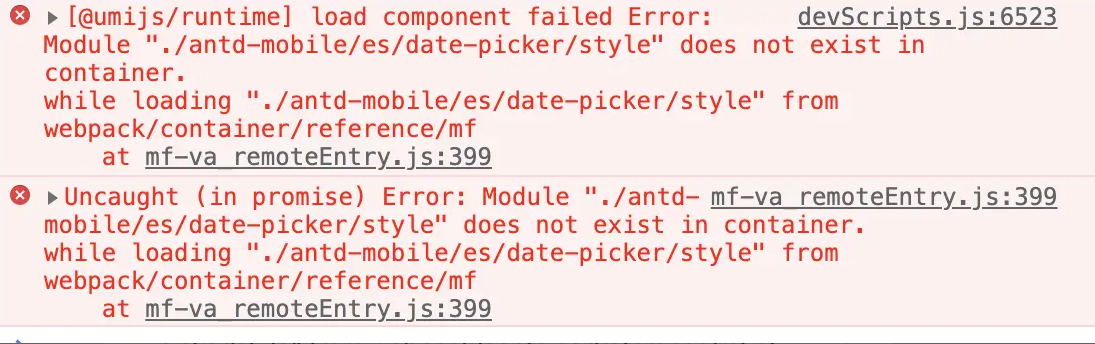 [@umijs/runtime] load component failed Error: devScripts.js:6523
Module "./antd-mobile/es/date-picker/style" does not exist in
container.
while loading "./antd-mobile/es/date-picker/style" from
webpack/container/reference/mf
at mf-va_remoteEntry.js:399
Uncaught (in promise) Error: Module "./antd- mf-va_remoteEntry.js:399
mobile/es/date-picker/style" does not exist in container.
while loading "./antd-mobile/es/date-picker/style" from
webpack/container/reference/mf
at mf-va_remoteEntry.js:399